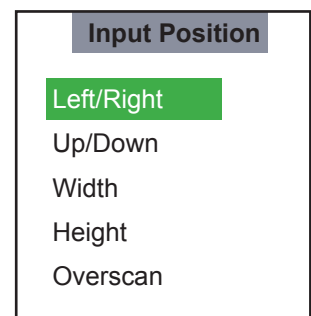 Input Position
Left/Right
Up/Down
Width
Height
Overscan